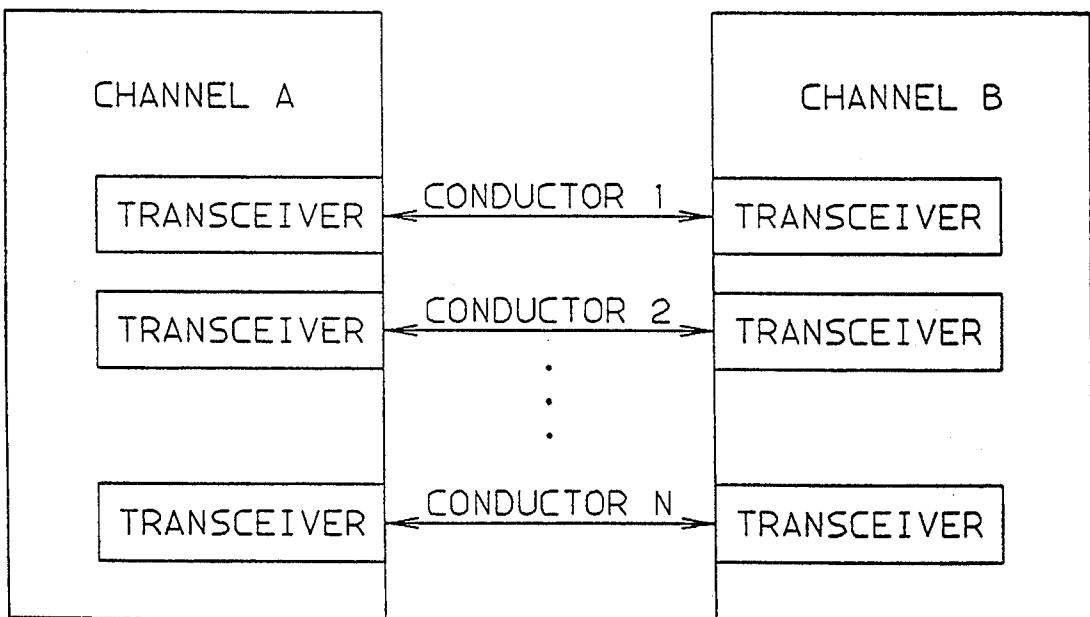 CHANNEL A
CHANNEL B
TRANSCEIVER
CONDUCTOR 1
TRANSCEIVER
TRANSCEIVER
CONDUCTOR 2
TRANSCEIVER
TRANSCEIVER
CONDUCTOR N
TRANSCEIVER